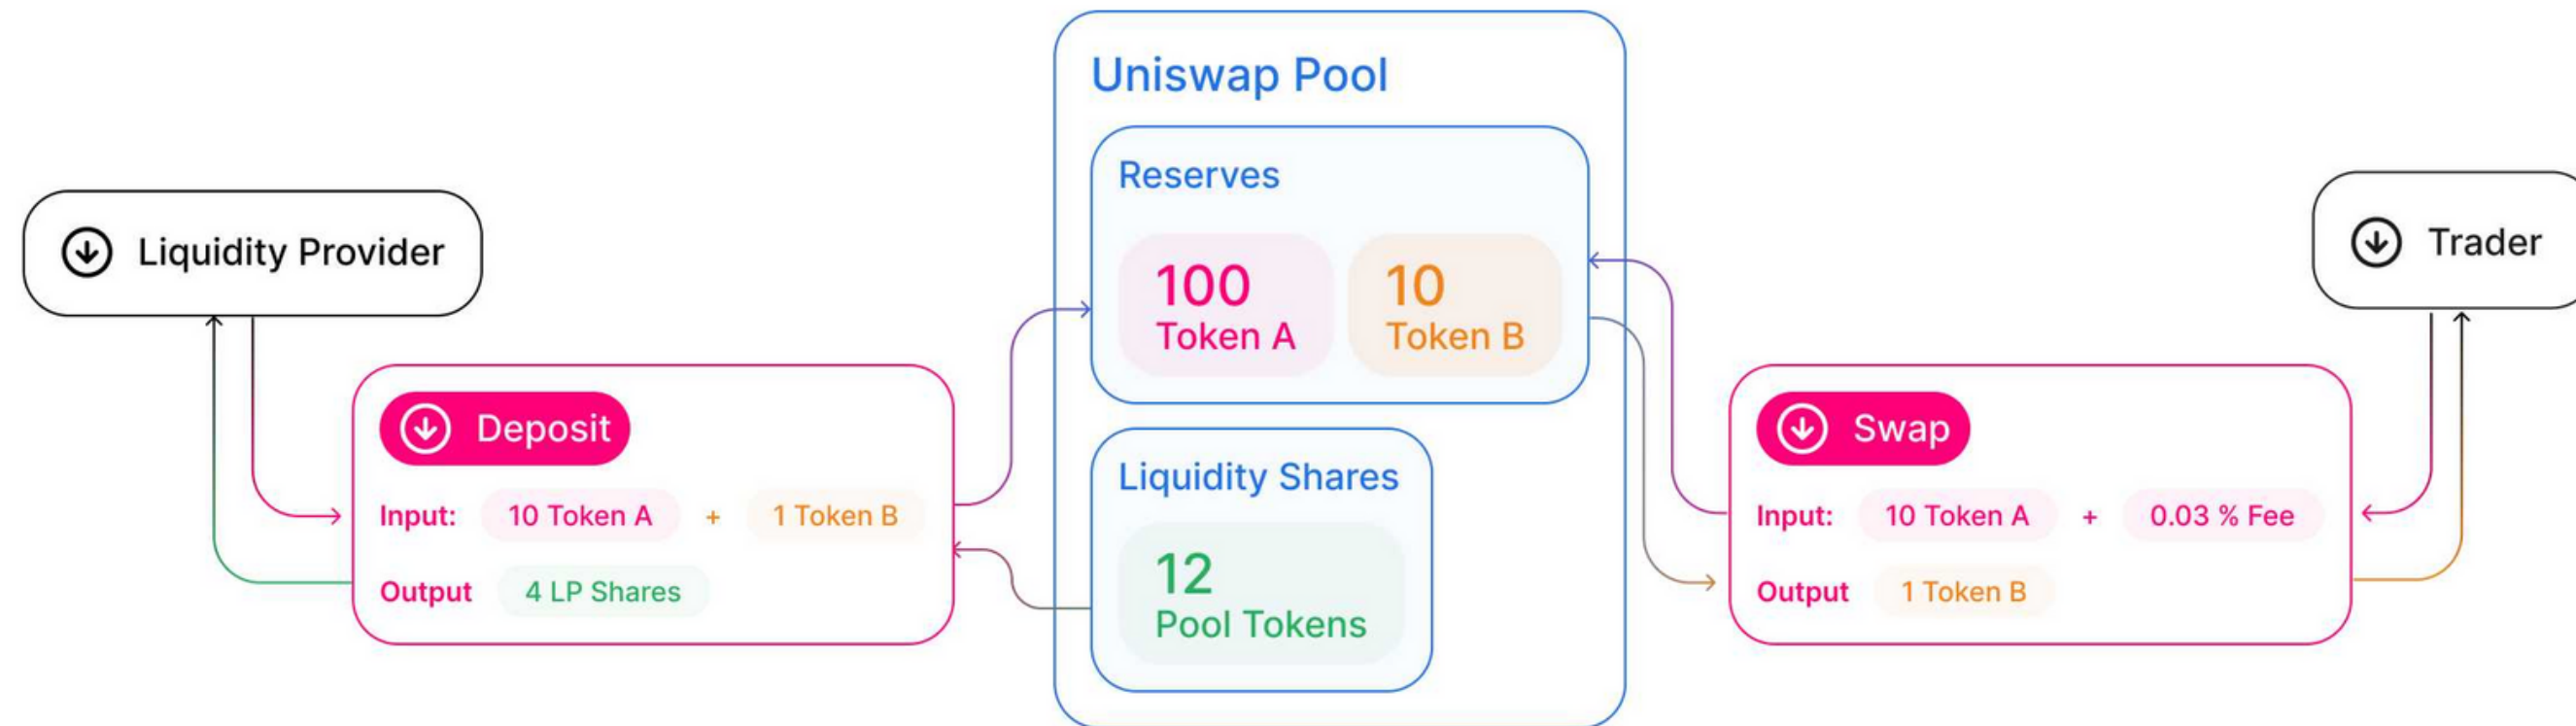 Uniswap Pool
Reserves
100
Token A
10
Token B
Liquidity Shares
12
Pool Tokens
Liquidity Provider
Deposit
Input: 10 Token A + 1 Token B
Output 4 LP Shares
Trader
Swap
Input: 10 Token A + 0.03 % Fee
Output 1 Token B